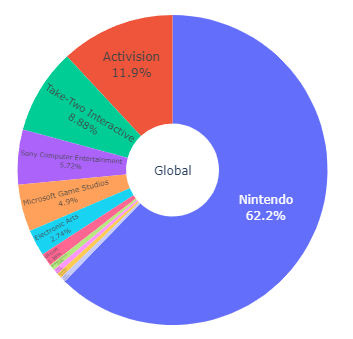 Activision
11.9%
Take-Two Interactive
8.88%
Sony Computer Entertainment
5.72%
Microsoft Game Studios
4.9%
Electronic Arts
2.74%
Global
Nintendo
62.2%